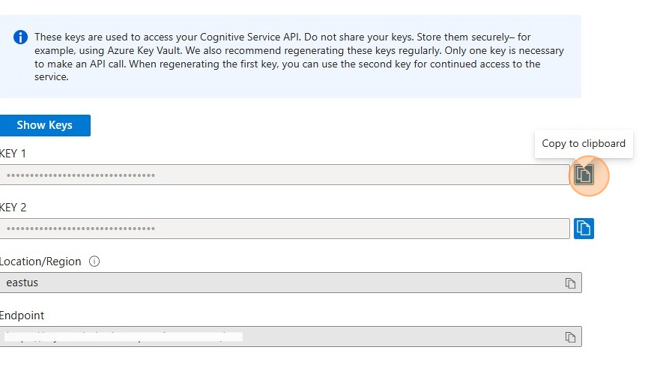 These keys are used to access your Cognitive Service API. Do not share your keys. Store them securely– for
example, using Azure Key Vault. We also recommend regenerating these keys regularly. Only one key is necessary
to make an API call. When regenerating the first key, you can use the second key for continued access to the
service.
Show Keys
Copy to clipboard
KEY 1
KEY 2
Location/Region
eastus
Endpoint